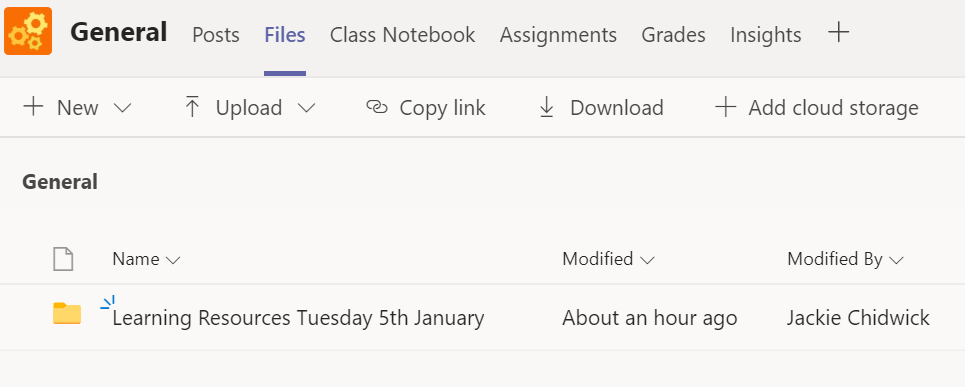 General Posts Files Class Notebook Assignments Grades Insights
New Upload Copy link Download Add cloud storage
General
Name Modified Modified By
Learning Resources Tuesday 5th January About an hour ago Jackie Chidwick